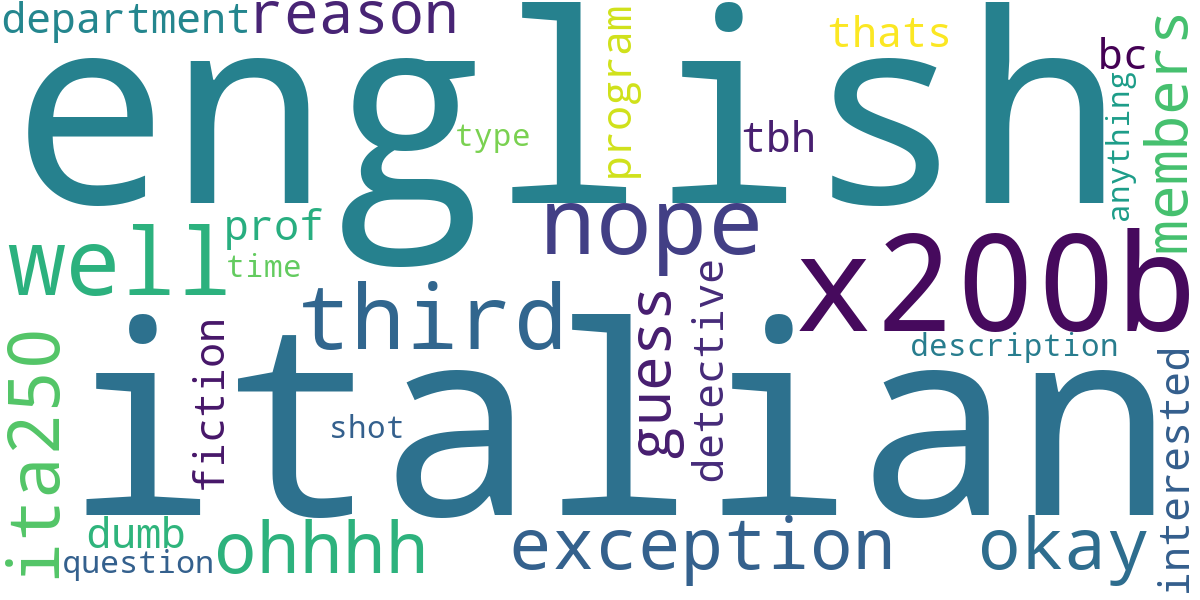 department
reason
english
program
thats
bc
members
anything
type
tbh
nope
well
prof
time
x200b
third
guess
detective
italian
description
ita250
fiction
shot
interested
dumb
question
ohhhh
exception
okay